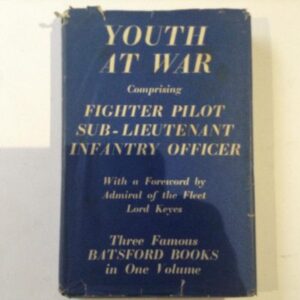 YOUTH
AT WAR
Comprising
FIGHTER PILOT
SUB-LIEUTENANT
INFANTRY OFFICER
With a Foreword by
Admiral of the Fleet
Lord Keyes
Three Famous
BATSFORD BOOKS
in One Volume